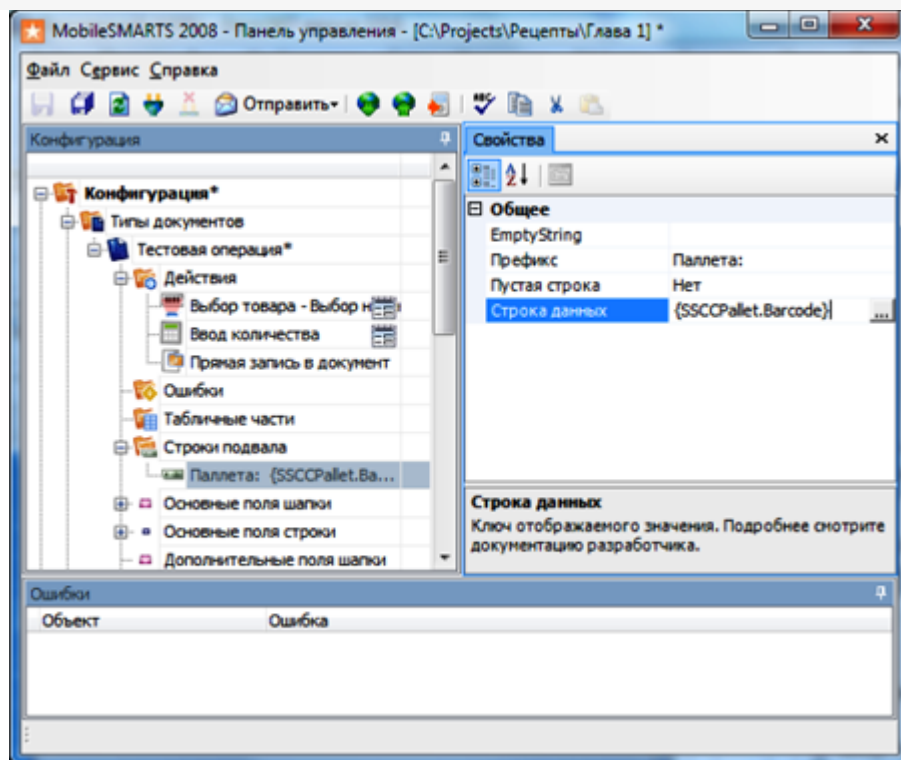 MobileSMARTS 2008 - Панель управления - [C:\Projects\Рецепты\Глава 1] *
Файл Сервис Справка
Отправить
Конфигурация
Конфигурация*
Типы документов
Тестовая операция*
Действия
Выбор товара - Выбор н
Ввод количества
Прямая запись в документ
Ошибки
Табличные части
Строки подвала
Паллета: {SSCCPallet.Ba...
Основные поля шапки
Основные поля строки
Дополнительные поля шапки
Свойства
Общее
EmptyString
Префикс Паллета:
Пустая строка Нет
Строка данных {SSCCPallet.Barcode} ...
Строка данных
Ключ отображаемого значения. Подробнее смотрите
документацию разработчика.
Ошибки
Объект Ошибка